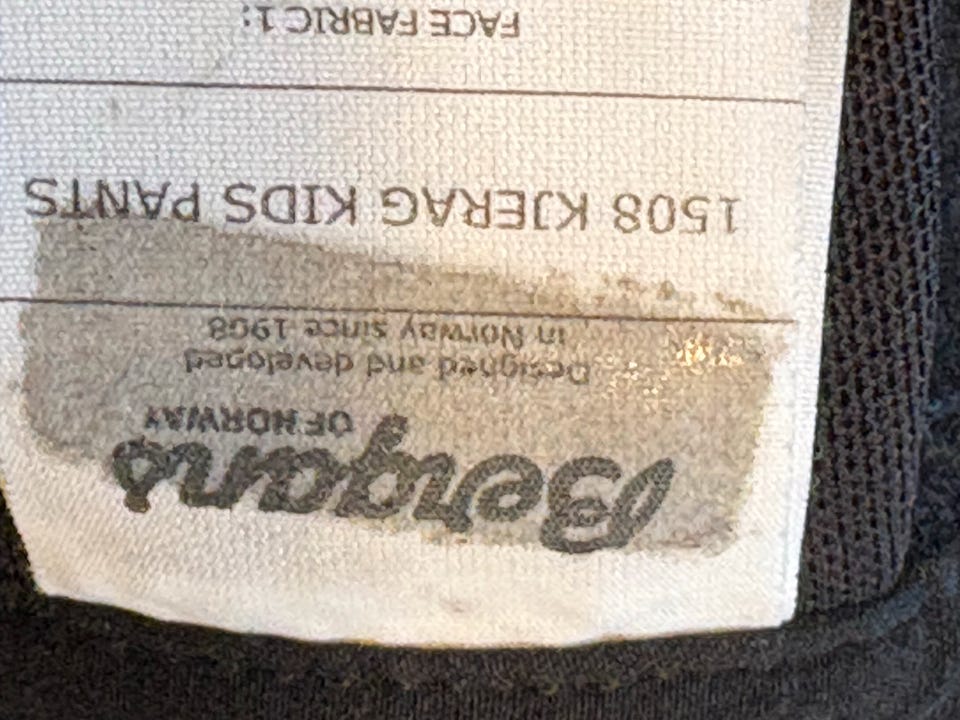 Bergans
OF NORWAY
Designed and developed
in Norway since 1908
1508 KJERAG KIDS PANTS
FACE FABRIC 1: